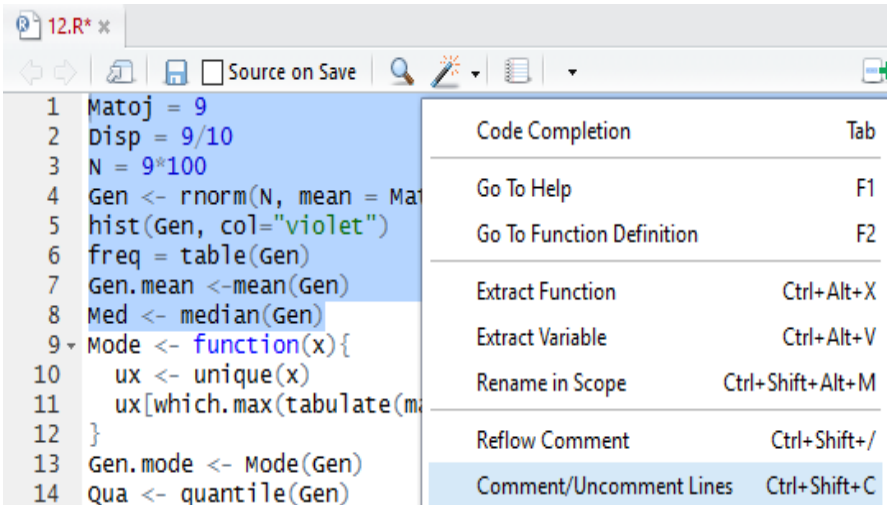 12.R*
Source on Save
1 Matoj = 9
2 Disp = 9/10
3 N = 9*100
4 Gen <- rnorm(N, mean = Mat
5 hist(Gen, col="violet")
6 freq = table(Gen)
7 Gen.mean <-mean(Gen)
8 Med <- median(Gen)
9 Mode <- function(x){
10 ux <- unique(x)
11 ux[which.max(tabulate(ma
12 }
13 Gen.mode <- Mode(Gen)
14 Qua <- quantile(Gen)
Code Completion Tab
Go To Help F1
Go To Function Definition F2
Extract Function Ctrl+Alt+X
Extract Variable Ctrl+Alt+V
Rename in Scope Ctrl+Shift+Alt+M
Reflow Comment Ctrl+Shift+/
Comment/Uncomment Lines Ctrl+Shift+C